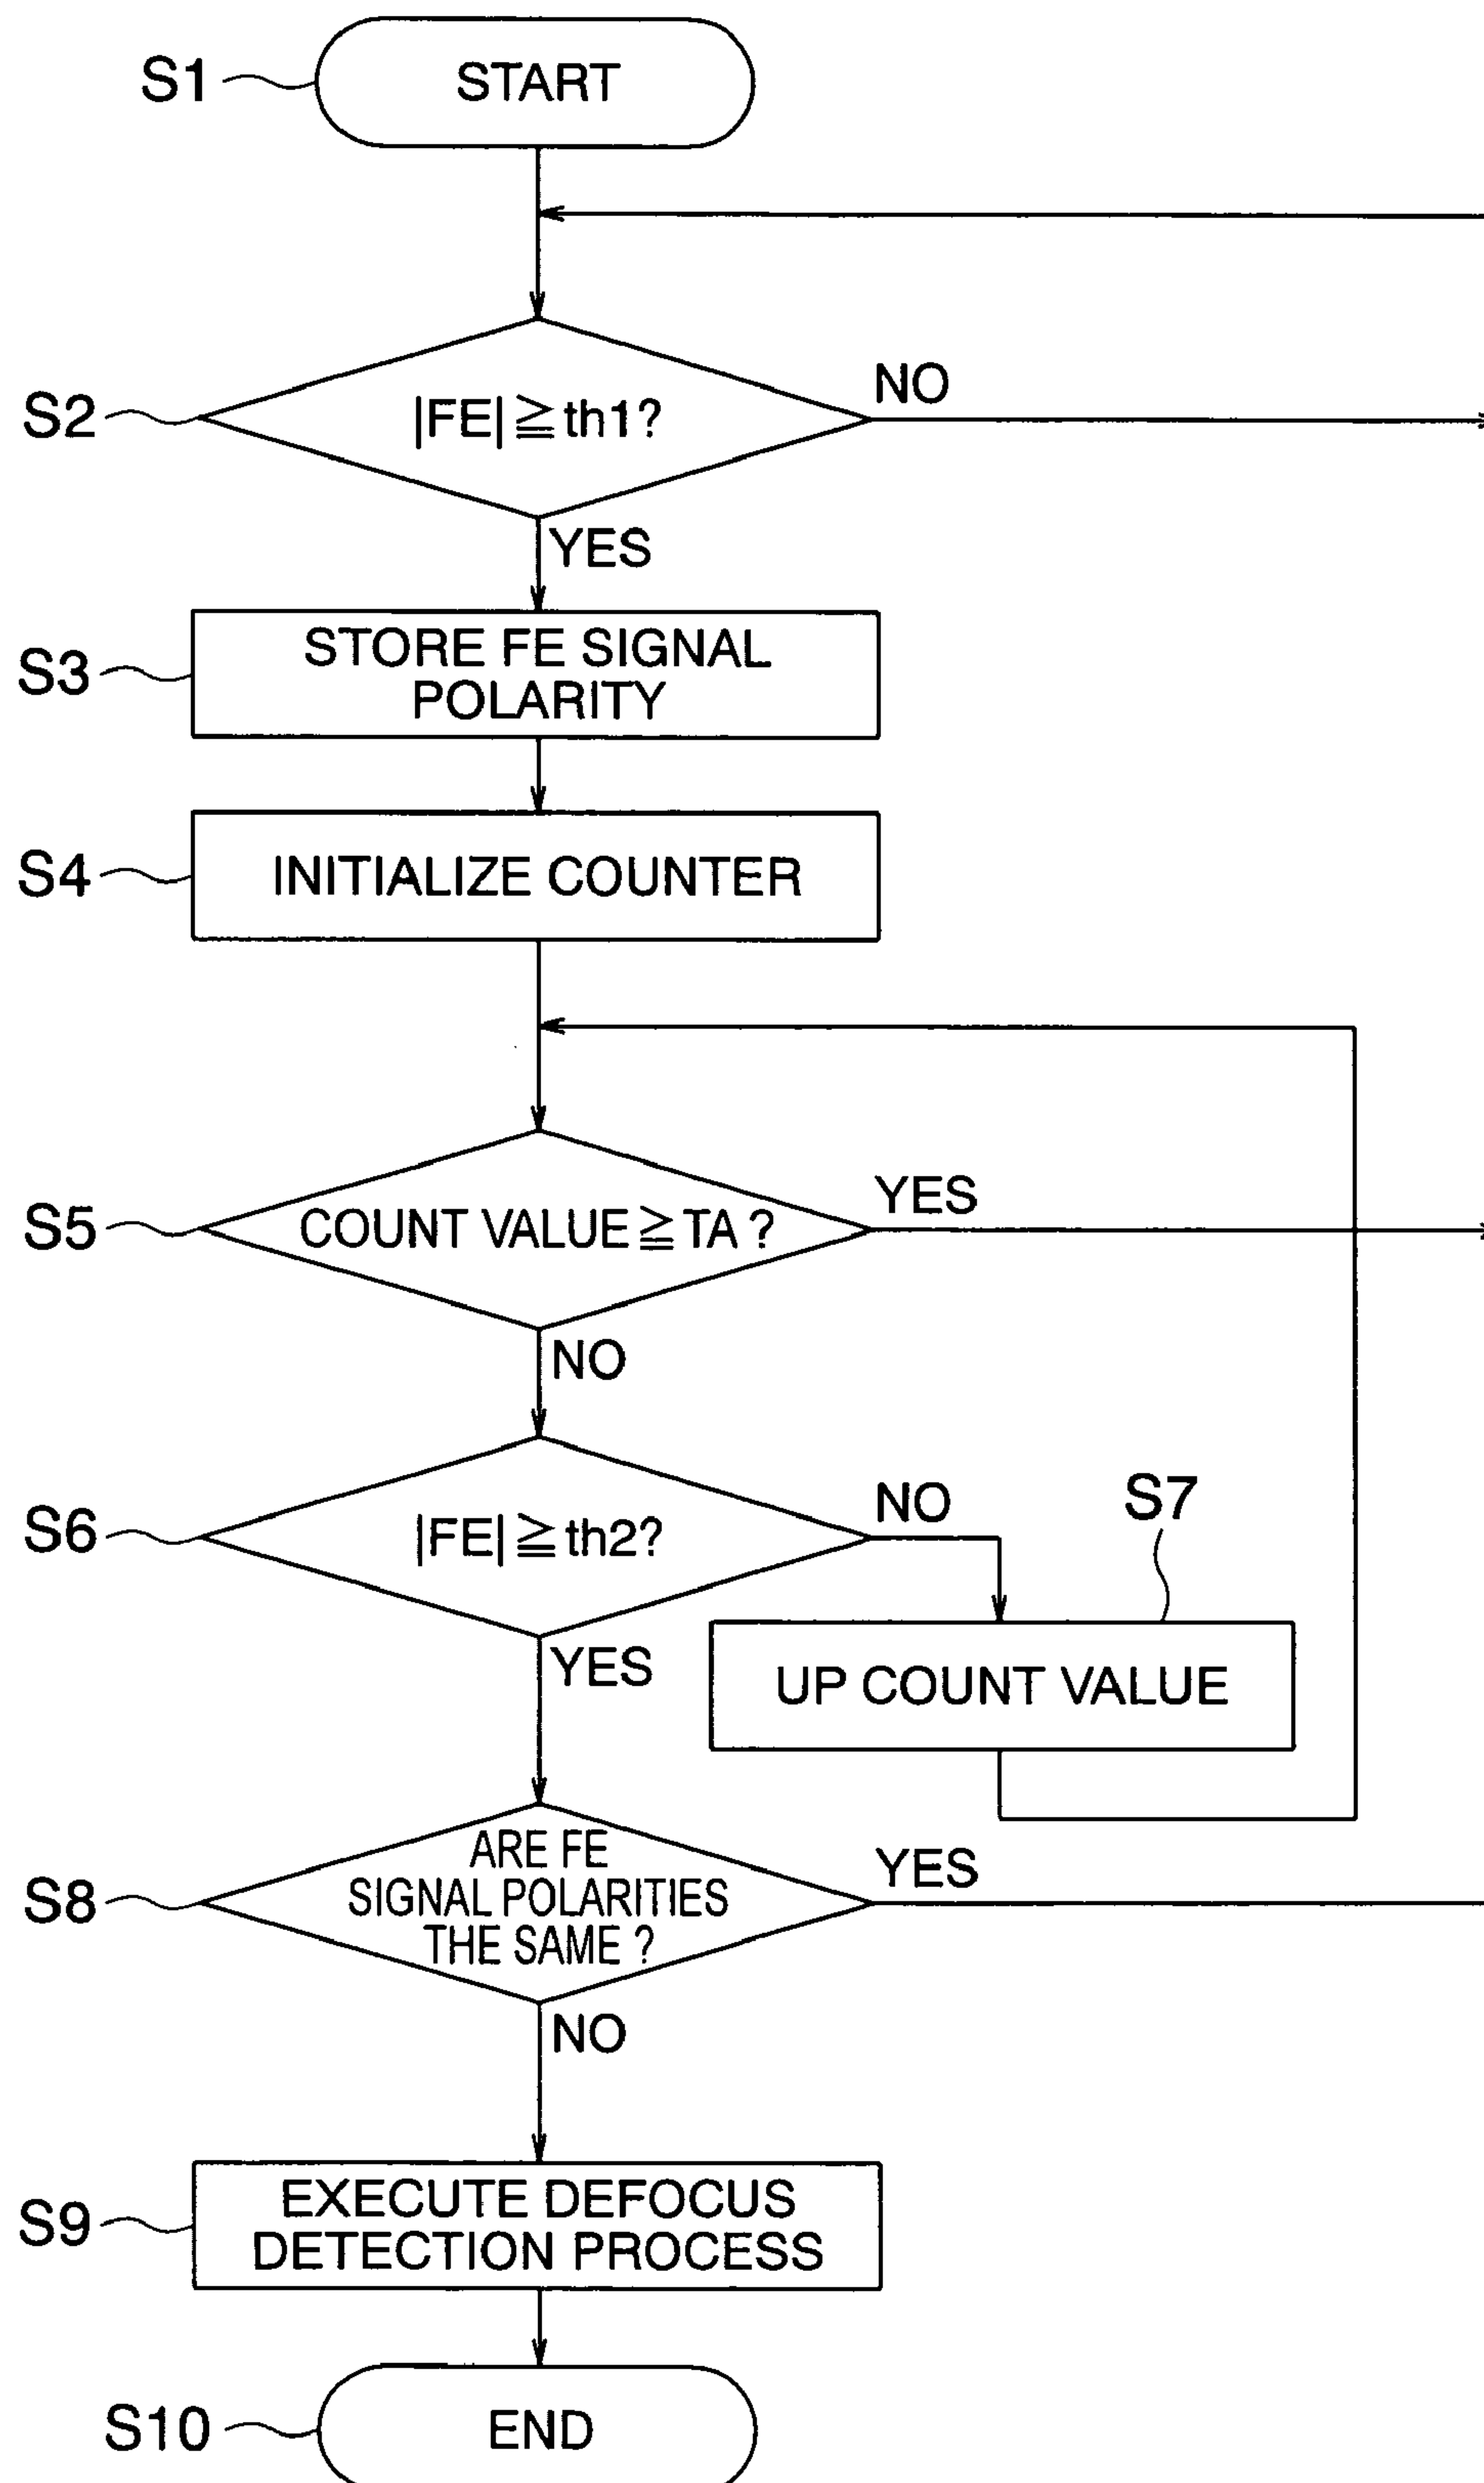 S1
START
S2
|FE| ≧ th1?
NO
YES
S3
STORE FE SIGNAL
POLARITY
S4
INITIALIZE COUNTER
S5
COUNT VALUE ≧ TA ?
YES
NO
S6
|FE| ≧ th2?
NO
S7
YES
UP COUNT VALUE
S8
ARE FE
SIGNAL POLARITIES
THE SAME ?
YES
NO
S9
EXECUTE DEFOCUS
DETECTION PROCESS
S10
END